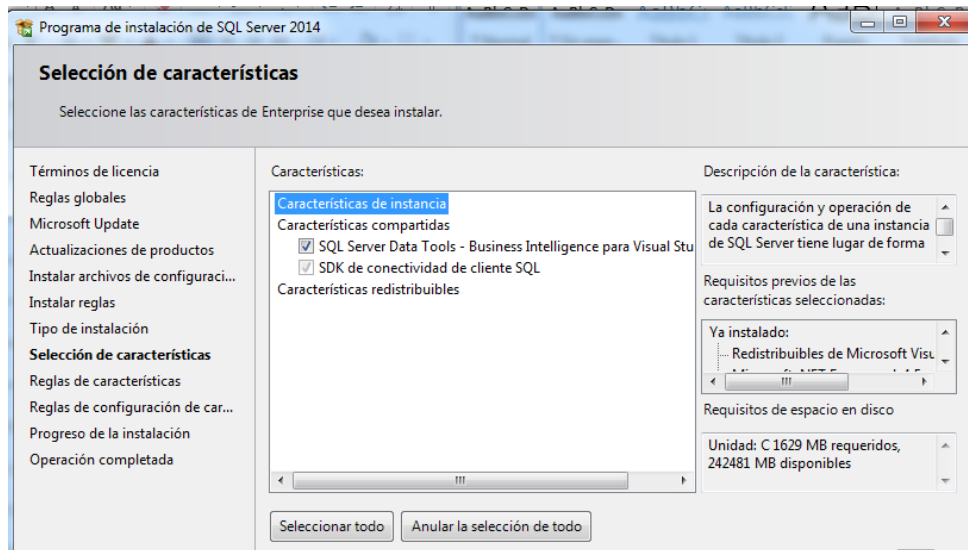 Programa de instalación de SQL Server 2014
Selección de características
Seleccione las características de Enterprise que desea instalar.
Términos de licencia
Reglas globales
Microsoft Update
Actualizaciones de productos
Instalar archivos de configuraci...
Instalar reglas
Tipo de instalación
Selección de características
Reglas de características
Reglas de configuración de car...
Progreso de la instalación
Operación completada
Características:
Características de instancia
Características compartidas
SQL Server Data Tools - Business Intelligence para Visual Stu
SDK de conectividad de cliente SQL
Características redistribuibles
Seleccionar todo
Anular la selección de todo
Descripción de la característica:
La configuración y operación de
cada característica de una instancia
de SQL Server tiene lugar de forma
Requisitos previos de las
características seleccionadas:
Ya instalado:
Redistribuibles de Microsoft Visu
Requisitos de espacio en disco
Unidad: C 1629 MB requeridos,
242481 MB disponibles